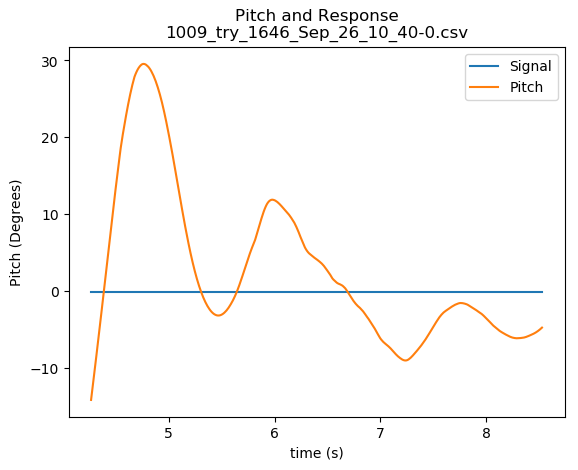 Pitch and Response
1009_try_1646_Sep_26_10_40-0.csv
Signal
Pitch
Pitch (Degrees)
30
20
10
0
−10
5
6
7
8
time (s)